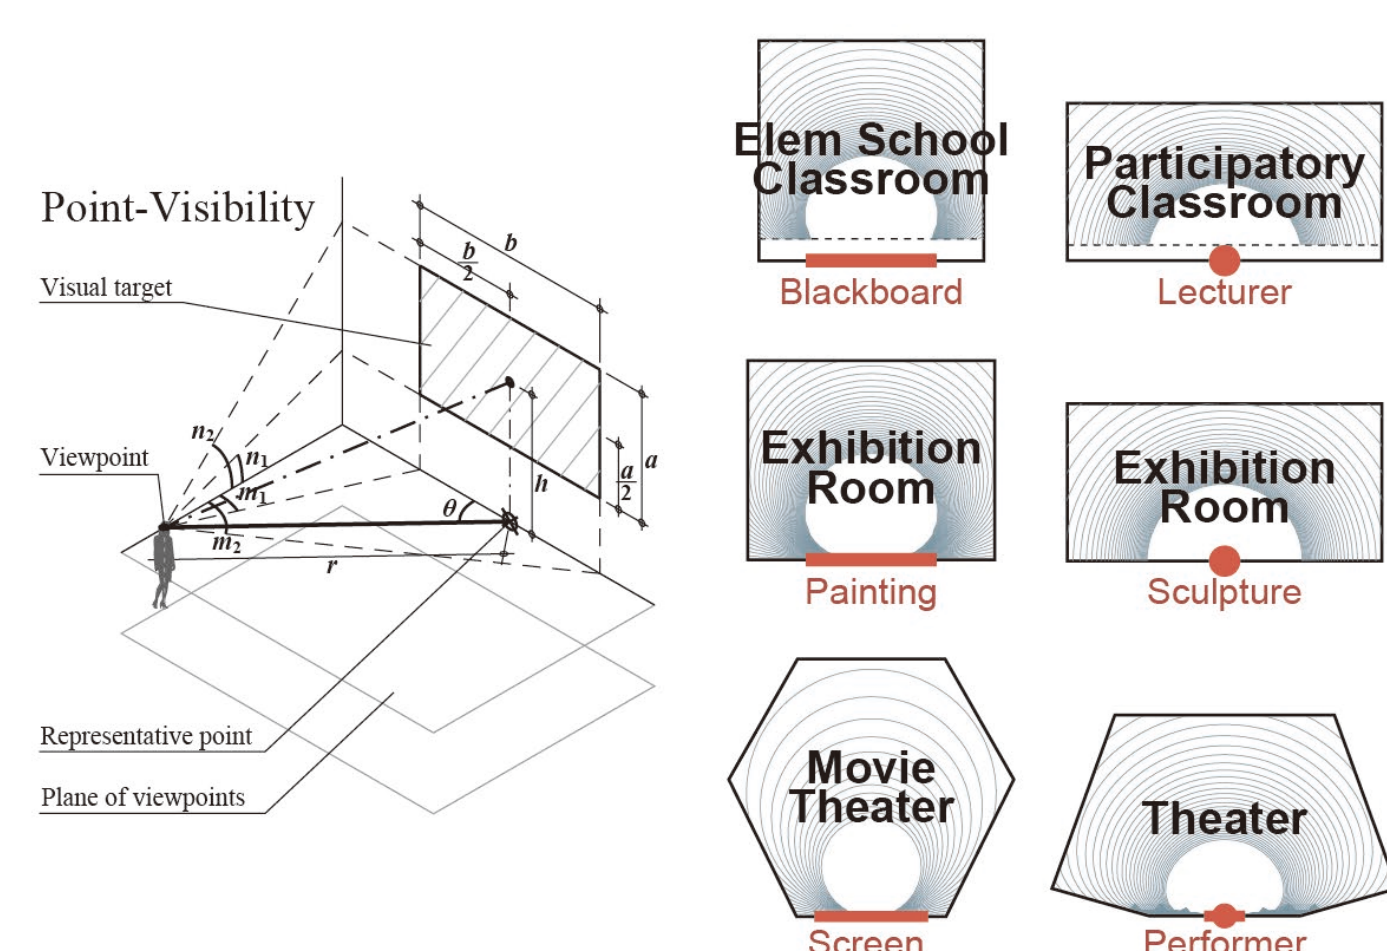 Point-Visibility
Visual target
Viewpoint
Representative point
Plane of viewpoints
b
b
2
a
a
2
h
n2
n1
m1
m2
θ
r
Elem School
Classroom
Blackboard
Participatory
Classroom
Lecturer
Exhibition
Room
Painting
Exhibition
Room
Sculpture
Movie
Theater
Screen
Theater
Performer